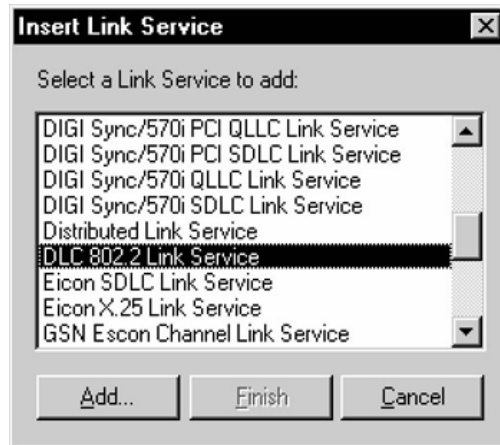 Insert Link Service
Select a Link Service to add:
DIGI Sync/570i PCI QLLC Link Service
DIGI Sync/570i PCI SDLC Link Service
DIGI Sync/570i QLLC Link Service
DIGI Sync/570i SDLC Link Service
Distributed Link Service
DLC 802.2 Link Service
Eicon SDLC Link Service
Eicon X.25 Link Service
GSN Escon Channel Link Service
Add... Finish Cancel